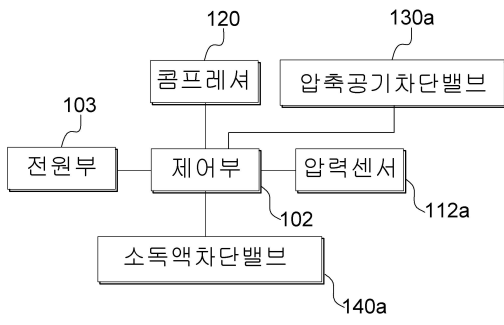 120
130a
콤프레셔
압축공기차단밸브
103
전원부
제어부
압력센서
102
112a
소독액차단밸브
140a